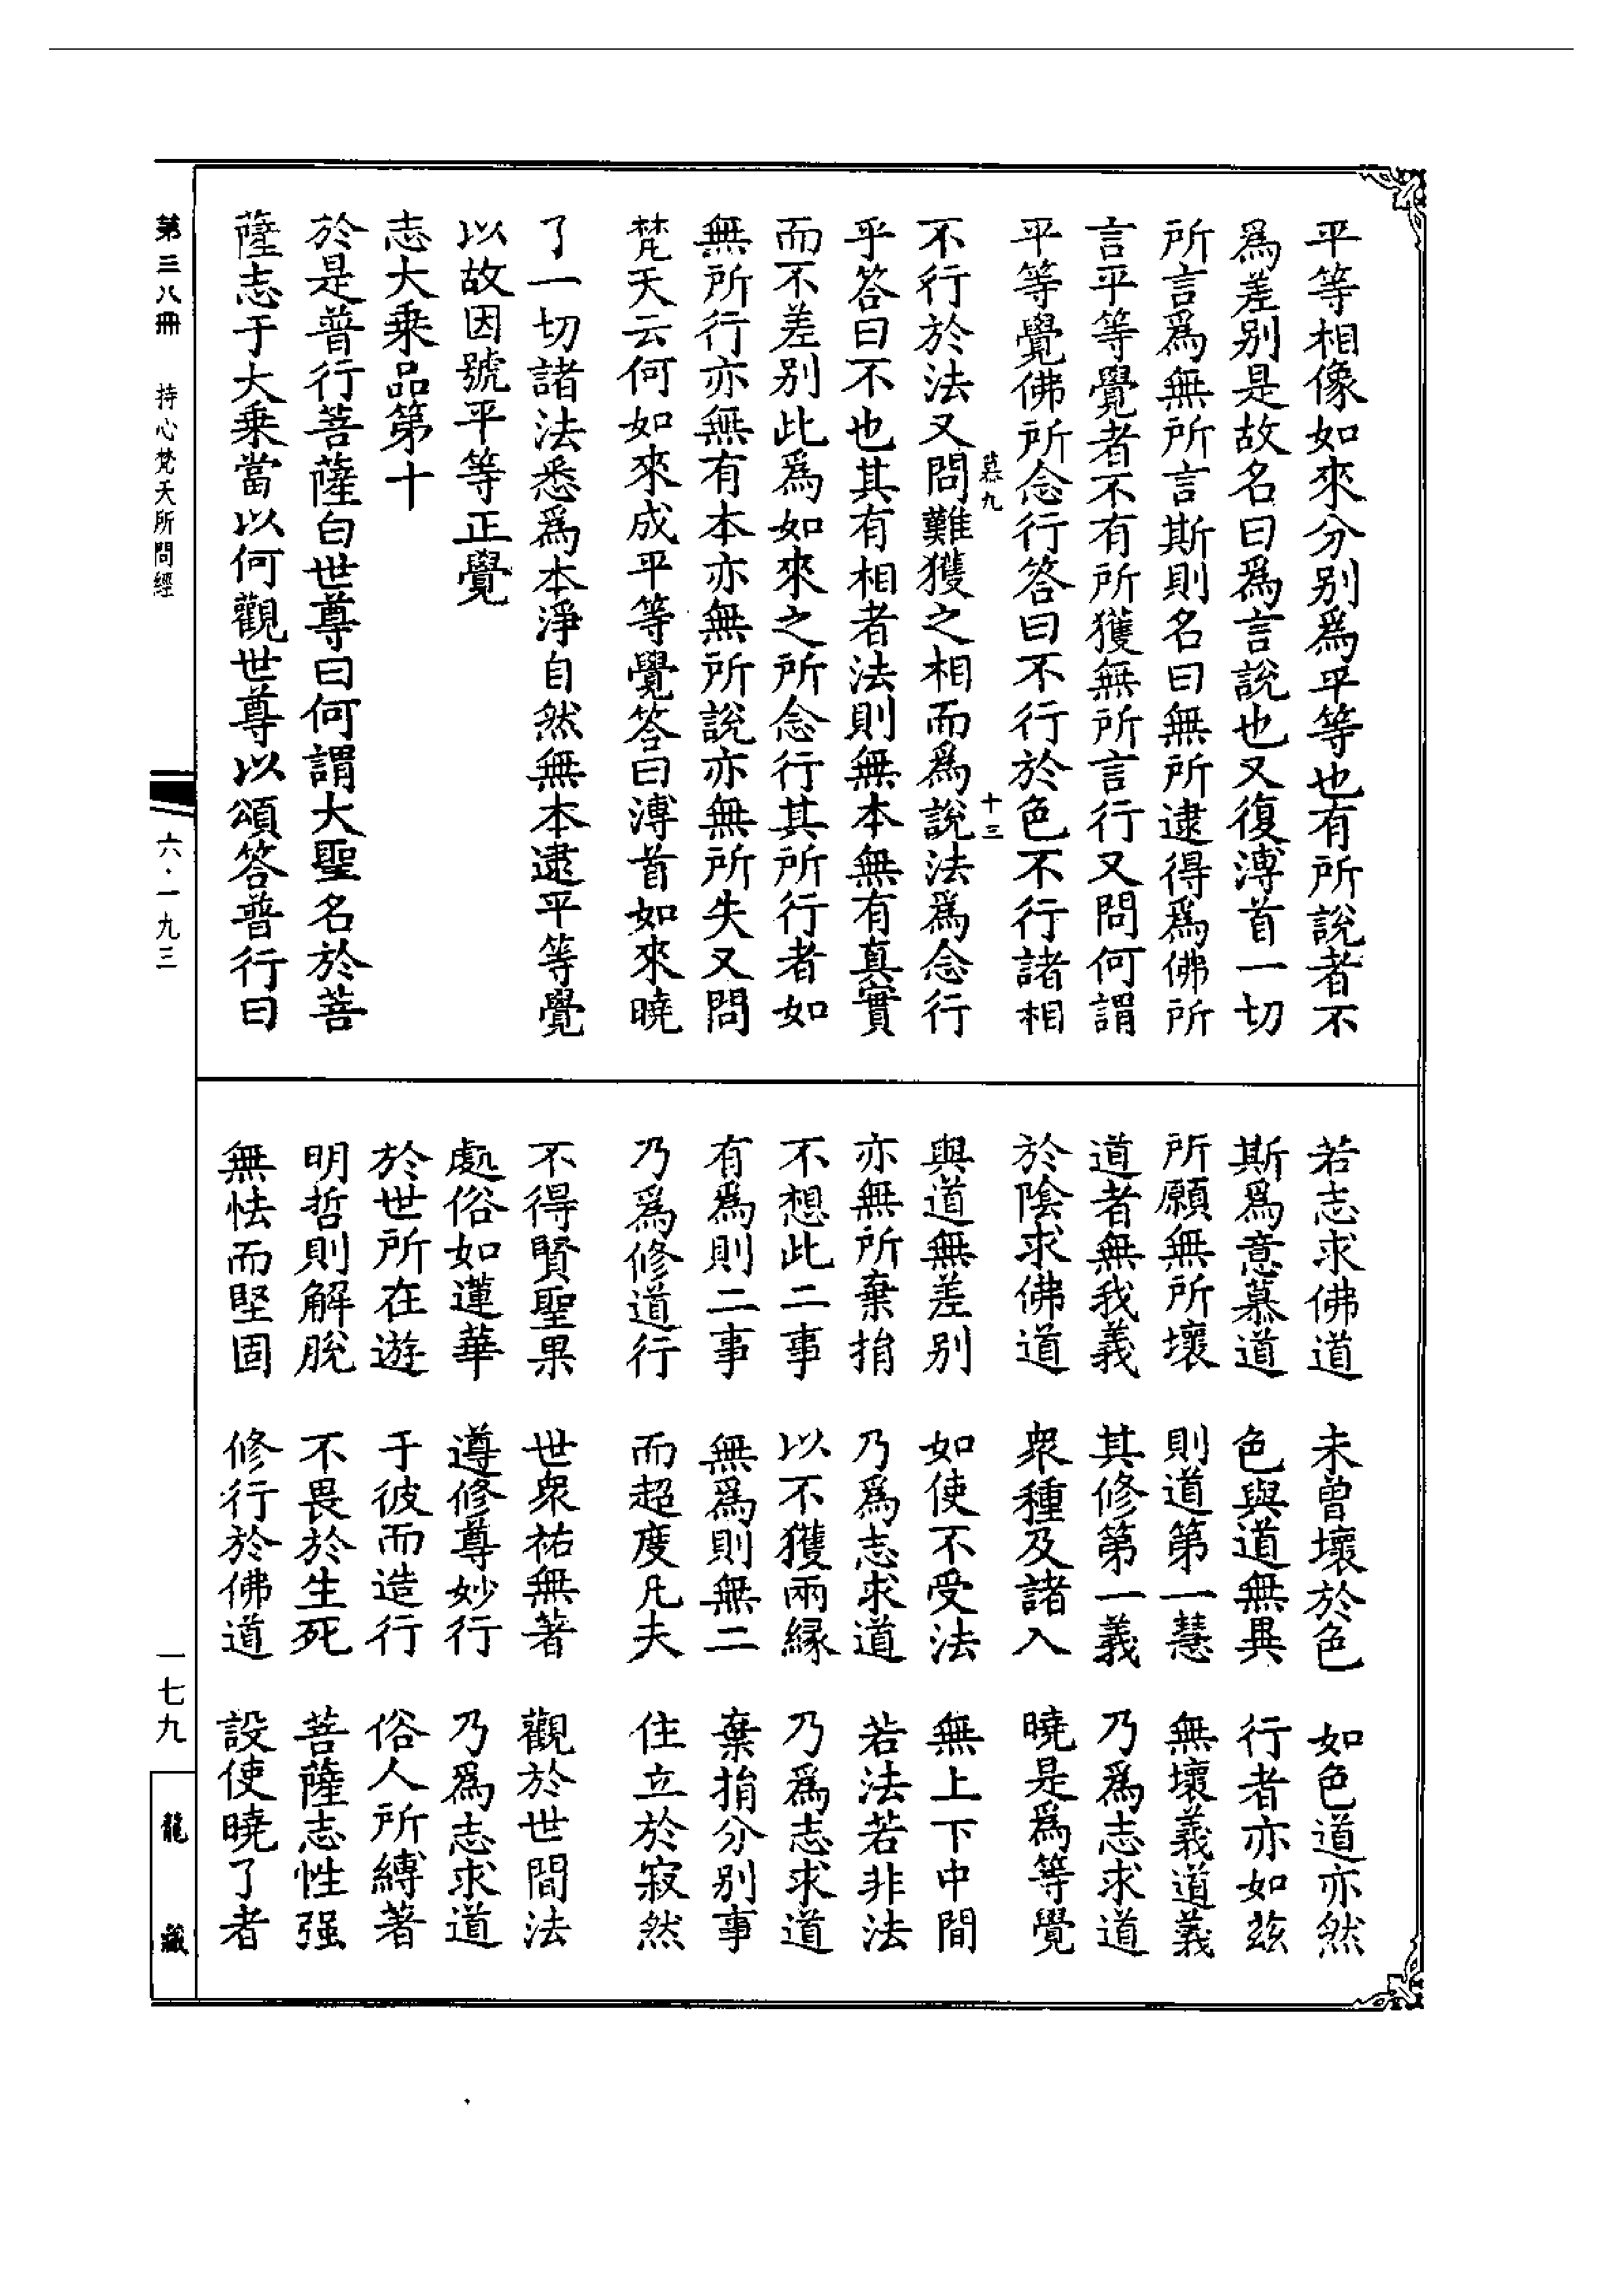 平等相像如來分別爲平等也有所說者不
爲差別是故名曰爲言說也又復溥首一切
所言爲無所言斯則名曰無所逮得爲佛所
言平等覺者不有所獲無所言行又問何謂
平等覺佛所念行答曰不行於色不行諸相
慕九
十三
不行於法又問難獲之相而爲說法爲念行
乎答曰不也其有相者法則無本無有真實
而不差別此爲如來之所念行其所行者如
無所行亦無有本亦無所說亦無所失又問
梵天云何如來成平等覺答曰溥首如來曉
了一切諸法悉爲本淨自然無本逮平等覺
以故因號平等正覺
志大乘品第十
於是普行菩薩白世尊曰何謂大聖名於菩
薩志于大乘當以何觀世尊以頌答普行曰
若志求佛道 未曾壞於色 如色道亦然
斯爲意慕道 色與道無異 行者亦如茲
所願無所壞 則道第一慧 無壞義道義
道者無我義 其修第一義 乃爲志求道
於陰求佛道 衆種及諸入 曉是爲等覺
與道無差別 如使不受法 無上下中間
亦無所棄捐 乃爲志求道 若法若非法
不想此二事 以不獲兩緣 乃爲志求道
有爲則二事 無爲則無二 棄捐分別事
乃爲修道行 而超度凡夫 住立於寂然
不得賢聖果 世衆祐無著 觀於世間法
處俗如蓮華 遵修尊妙行 乃爲志求道
於世所在遊 于彼而造行 俗人所縛著
明哲則解脫 不畏於生死 菩薩志性强
無怯而堅固 修行於佛道 設使曉了者
第三八冊 持心梵天所問經
六·一九三
一七九
龍藏